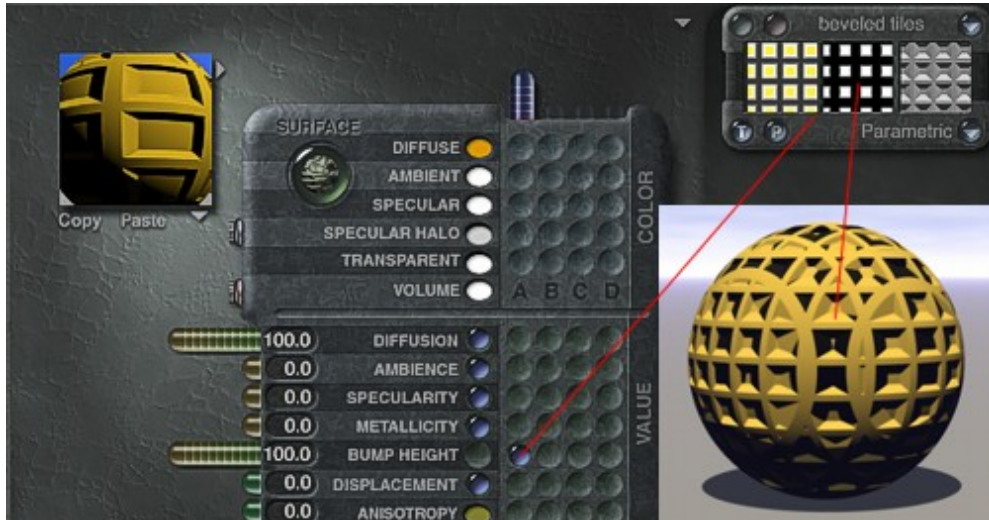 beveled tiles
T P Parametric
Copy Paste
SURFACE
DIFFUSE
AMBIENT
SPECULAR
SPECULAR HALO
TRANSPARENT
VOLUME
A B C D
COLOR
100.0 DIFFUSION
0.0 AMBIENCE
0.0 SPECULARITY
0.0 METALLICITY
100.0 BUMP HEIGHT
0.0 DISPLACEMENT
0.0 ANISOTROPY
VALUE